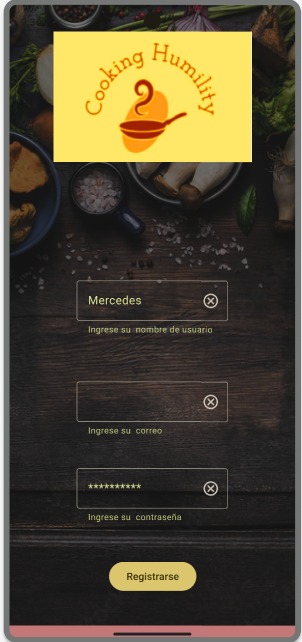 Cooking Humility
Mercedes
Ingrese su nombre de usuario
Ingrese su correo
**********
Ingrese su contraseña
Registrarse